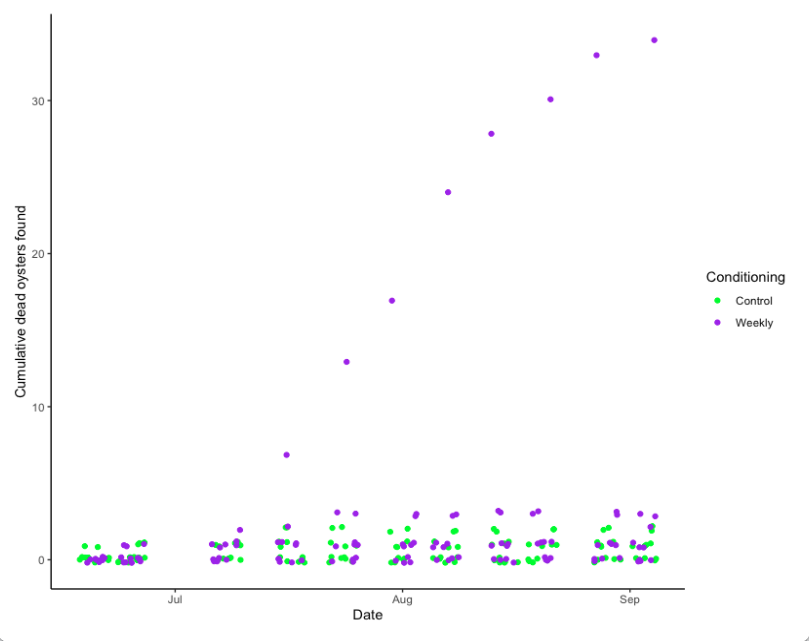 30
20
10
0
Cumulative dead oysters found
Jul
Aug
Sep
Date
Conditioning
Control
Weekly